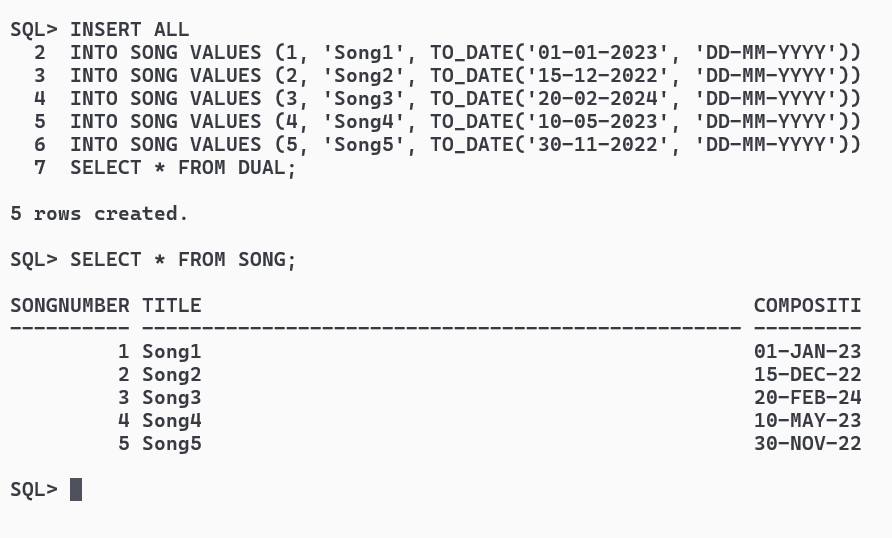 SQL> INSERT ALL
  2  INTO SONG VALUES (1, 'Song1', TO_DATE('01-01-2023', 'DD-MM-YYYY'))
  3  INTO SONG VALUES (2, 'Song2', TO_DATE('15-12-2022', 'DD-MM-YYYY'))
  4  INTO SONG VALUES (3, 'Song3', TO_DATE('20-02-2024', 'DD-MM-YYYY'))
  5  INTO SONG VALUES (4, 'Song4', TO_DATE('10-05-2023', 'DD-MM-YYYY'))
  6  INTO SONG VALUES (5, 'Song5', TO_DATE('30-11-2022', 'DD-MM-YYYY'))
  7  SELECT * FROM DUAL;
5 rows created.
SQL> SELECT * FROM SONG;
SONGNUMBER TITLE                                              COMPOSITI
---------- -------------------------------------------------- ---------
         1 Song1                                              01-JAN-23
         2 Song2                                              15-DEC-22
         3 Song3                                              20-FEB-24
         4 Song4                                              10-MAY-23
         5 Song5                                              30-NOV-22
SQL>